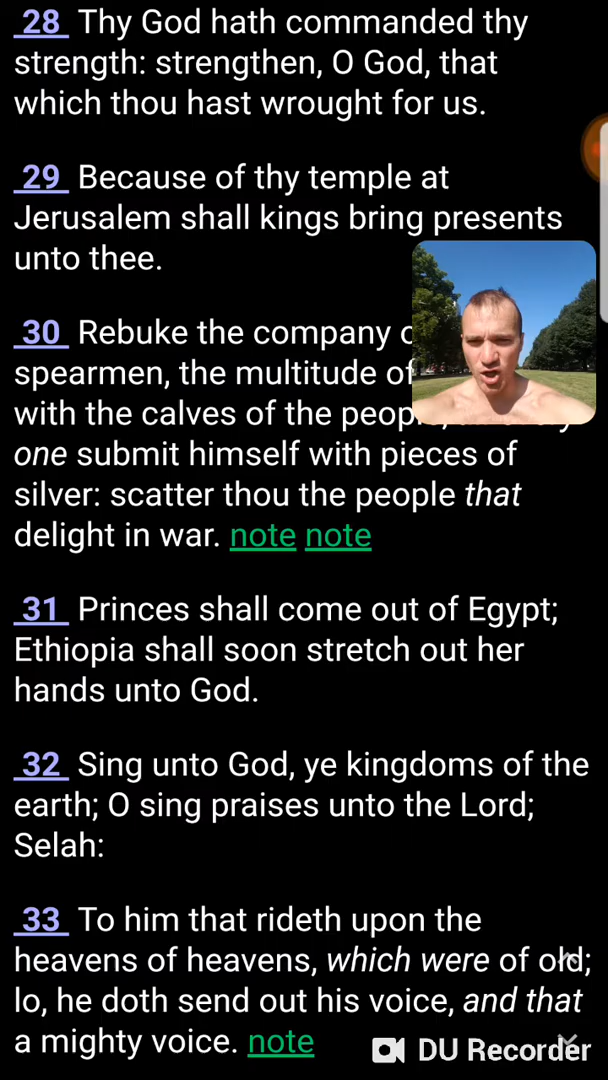 28 Thy God hath commanded thy
strength: strengthen, O God, that
which thou hast wrought for us.
29 Because of thy temple at
Jerusalem shall kings bring presents
unto thee.
30 Rebuke the company
spearmen, the multitude of
with the calves of the
one submit himself with pieces of
silver: scatter thou the people that
delight in war. note note
31 Princes shall come out of Egypt;
Ethiopia shall soon stretch out her
hands unto God.
32 Sing unto God, ye kingdoms of the
earth; O sing praises unto the Lord;
Selah:
33 To him that rideth upon the
heavens of heavens, which were of old;
lo, he doth send out his voice, and that
a mighty voice. note
DU Recorder